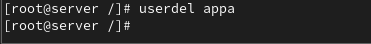 [root@server /]# userdel appa
[root@server /]#